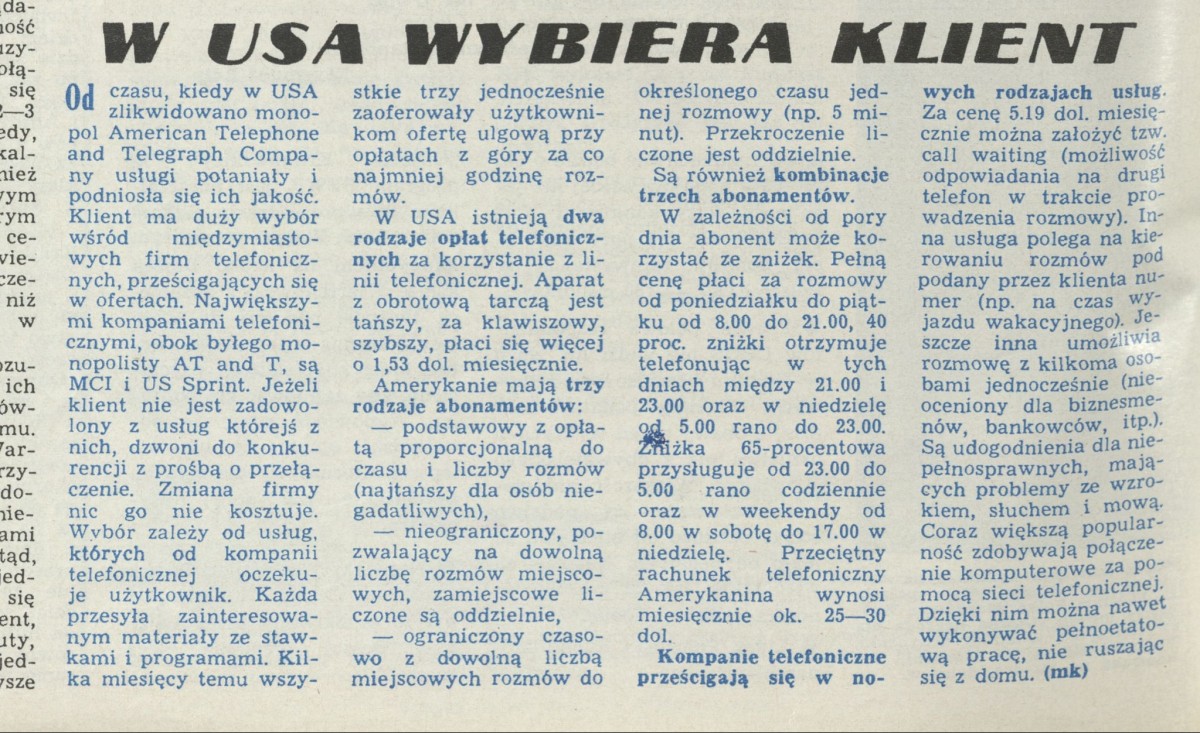 W USA WYBIERA KLIENT
Od czasu, kiedy w USA
zlikwidowano mono-
pol American Telephone
and Telegraph Compa-
ny usługi potaniały i
podniosła się ich jakość.
Klient ma duży wybór
wśród międzymiasto-
wych firm telefonicz-
nych, prześcigających się
w ofertach. Największy-
mi kompaniami telefoni-
cznymi, obok byłego mo-
nopolisty AT and T, są
MCI i US Sprint. Jeżeli
klient nie jest zadowo-
lony z usług którejś z
nich, dzwoni do konku-
rencji z prośbą o przełą-
czenie. Zmiana firmy
nic go nie kosztuje.
Wybór zależy od usług,
których od kompanii
telefonicznej oczeku-
je użytkownik. Każda
przesyła zainteresowa-
nym materiały ze staw-
kami i programami. Kil-
ka miesięcy temu wszy-
stkie trzy jednocześnie
zaoferowały użytkowni-
kom ofertę ulgową przy
opłatach z góry za co
najmniej godzinę roz-
mów.
W USA istnieją dwa
rodzaje opłat telefonicz-
nych za korzystanie z li-
nii telefonicznej. Aparat
z obrotową tarczą jest
tańszy, za klawiszowy,
szybszy, płaci się więcej
o 1,53 dol. miesięcznie.
Amerykanie mają trzy
rodzaje abonamentów:
— podstawowy z opła-
tą proporcjonalną do
czasu i liczby rozmów
(najtańszy dla osób nie-
gadatliwych),
— nieograniczony, po-
zwalający na dowolną
liczbę rozmów miejsco-
wych, zamiejscowe li-
czone są oddzielnie,
— ograniczony czaso-
wo z dowolną liczbą
miejscowych rozmów do
określonego czasu jed-
nej rozmowy (np. 5 mi-
nut). Przekroczenie li-
czone jest oddzielnie.
Są również kombinacje
trzech abonamentów.
W zależności od pory
dnia abonent może ko-
rzystać ze zniżek. Pełną
cenę płaci za rozmowy
od poniedziałku do piąt-
ku od 8.00 do 21.00, 40
proc. zniżki otrzymuje
telefonując w tych
dniach między 21.00 i
23.00 oraz w niedzielę
od 5.00 rano do 23.00.
Zniżka 65-procentowa
przysługuje od 23.00 do
5.00 rano codziennie
oraz w weekendy od
8.00 w sobotę do 17.00 w
niedzielę. Przeciętny
rachunek telefoniczny
Amerykanina wynosi
miesięcznie ok. 25—30
dol.
Kompanie telefoniczne
prześcigają się w no-
wych rodzajach usług.
Za cenę 5.19 dol. miesię-
cznie można założyć tzw.
call waiting (możliwość
odpowiadania na drugi
telefon w trakcie pro-
wadzenia rozmowy). In-
na usługa polega na kie-
rowaniu rozmów pod
podany przez klienta nu-
mer (np. na czas wy-
jazdu wakacyjnego). Je-
szcze inna umożliwia
rozmowę z kilkoma oso-
bami jednocześnie (nie-
oceniony dla biznesme-
nów, bankowców, itp.).
Są udogodnienia dla nie-
pełnosprawnych, mają-
cych problemy ze wzro-
kiem, słuchem i mową.
Coraz większą popular-
ność zdobywają połącze-
nie komputerowe za po-
mocą sieci telefonicznej.
Dzięki nim można nawet
wykonywać pełnoetato-
wą pracę, nie ruszając
się z domu. (mk)